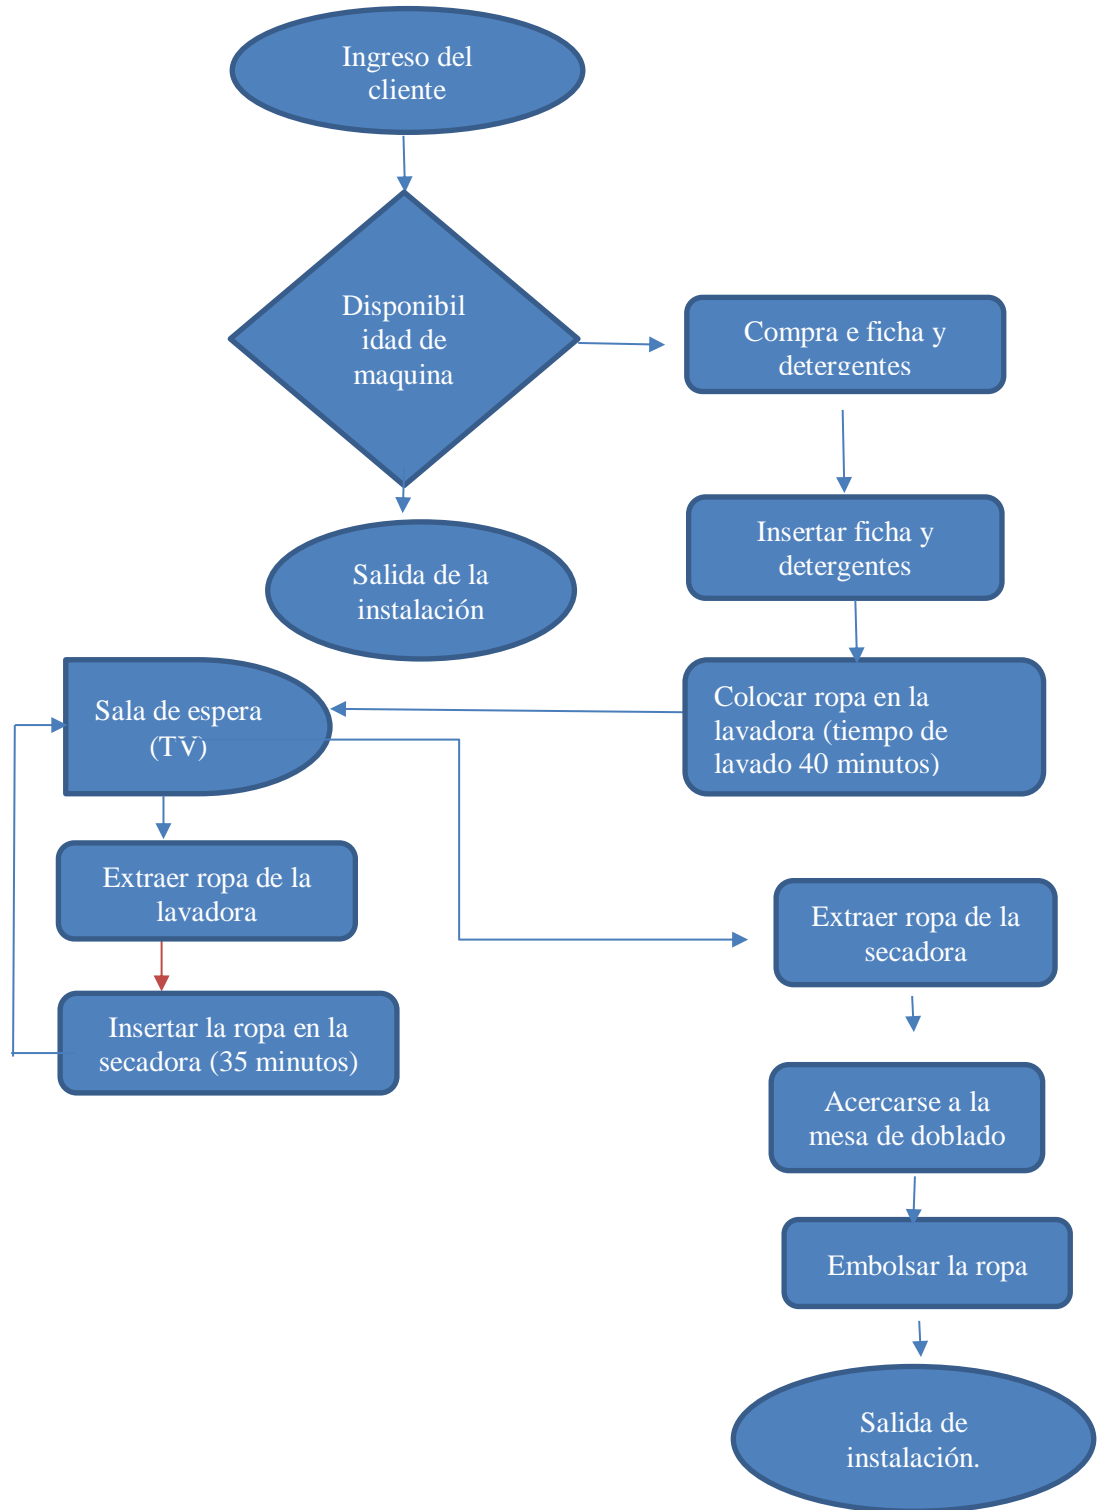 Ingreso del
cliente
Disponibil
idad de
maquina
Compra e ficha y
detergentes
Insertar ficha y
detergentes
Salida de la
instalación
Colocar ropa en la
lavadora (tiempo de
lavado 40 minutos)
Sala de espera
(TV)
Extraer ropa de la
lavadora
Insertar la ropa en la
secadora (35 minutos)
Extraer ropa de la
secadora
Acercarse a la
mesa de doblado
Embolsar la ropa
Salida de
instalación.